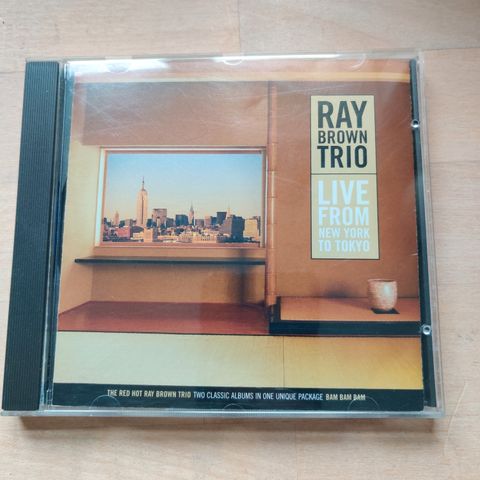 RAY
BROWN
TRIO
LIVE
FROM
NEW YORK
TO TOKYO
THE RED HOT RAY BROWN TRIO TWO CLASSIC ALBUMS IN ONE UNIQUE PACKAGE BAM BAM BAM